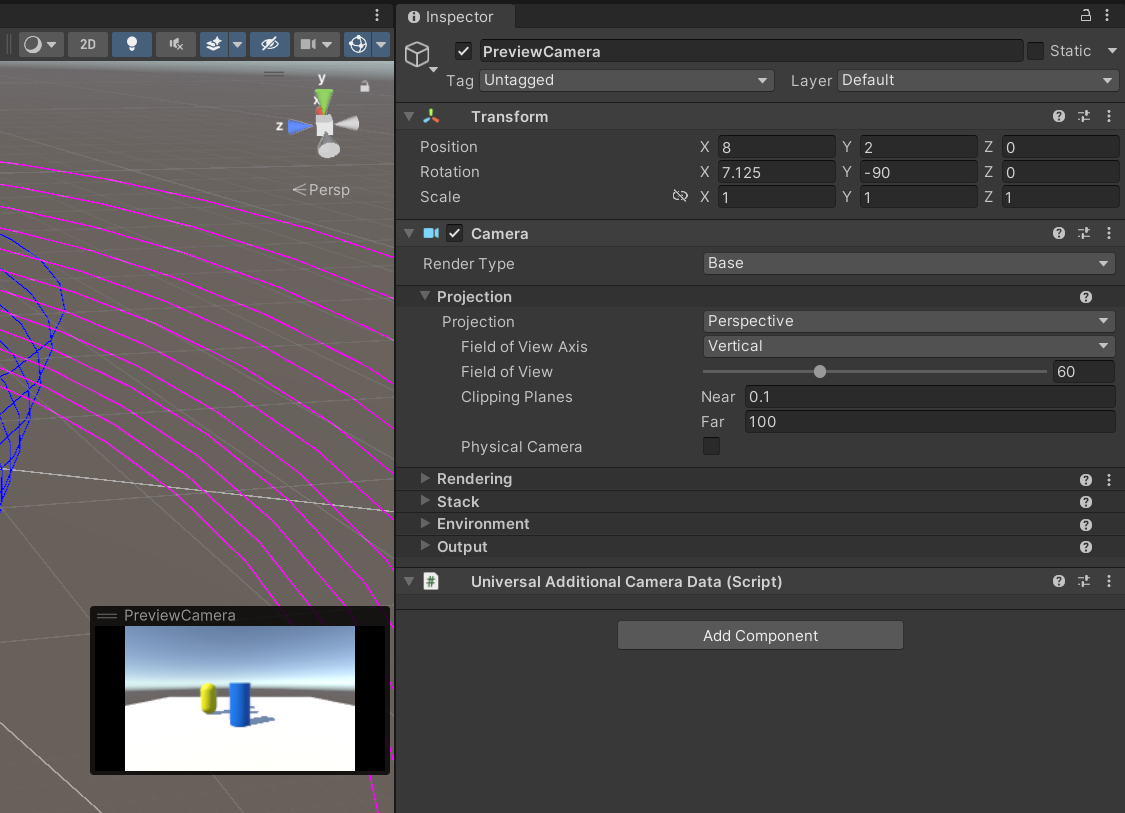 Inspector
2D
PreviewCamera
Static
Tag
Untagged
Layer
Default
y
x
z
Persp
Transform
Position X 8 Y 2 Z 0
Rotation X 7.125 Y -90 Z 0
Scale X 1 Y 1 Z 1
Camera
Render Type Base
Projection
Projection Perspective
Field of View Axis Vertical
Field of View 60
Clipping Planes Near 0.1
Far 100
Physical Camera
Rendering
Stack
Environment
Output
# Universal Additional Camera Data (Script)
Add Component
PreviewCamera